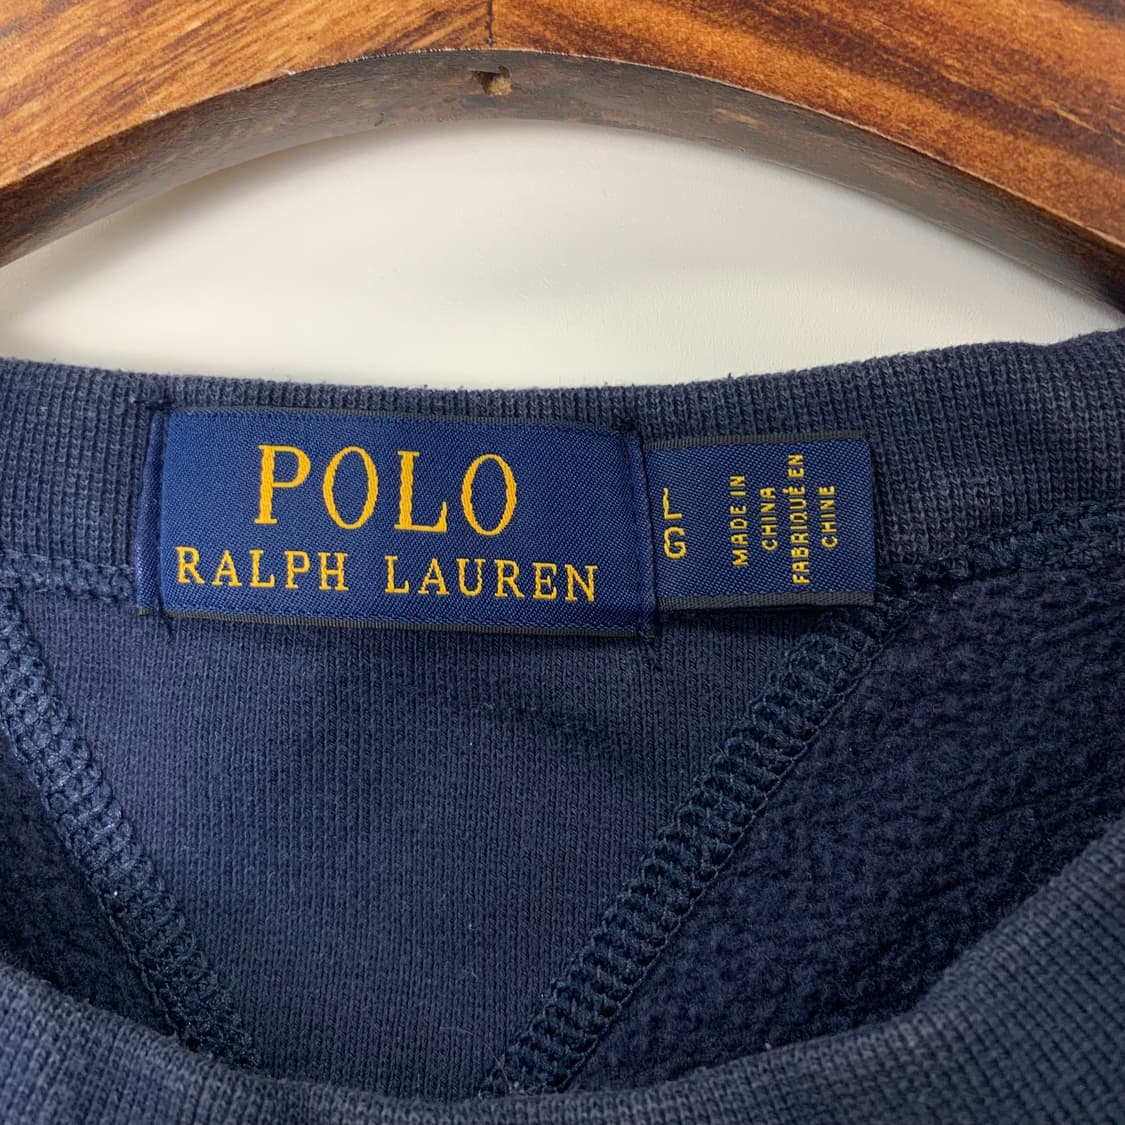 POLO
RALPH LAUREN
L
G
MADE IN
CHINA
FABRIQUÉ EN
CHINE